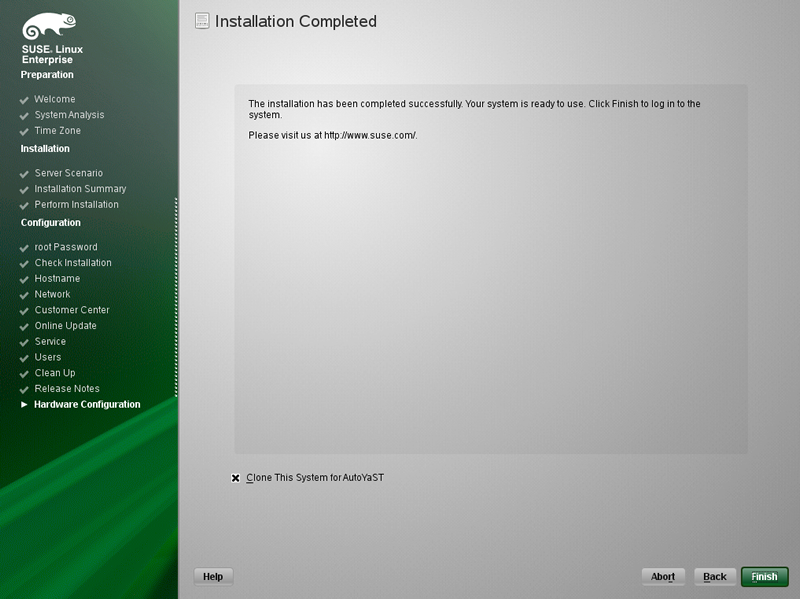 SUSE. Linux
Enterprise
Preparation
Welcome
System Analysis
Time Zone
Installation
Server Scenario
Installation Summary
Perform Installation
Configuration
root Password
Check Installation
Hostname
Network
Customer Center
Online Update
Service
Users
Clean Up
Release Notes
Hardware Configuration
Installation Completed
The installation has been completed successfully. Your system is ready to use. Click Finish to log in to the
system.
Please visit us at http://www.suse.com/.
Clone This System for AutoYaST
Help
Abort
Back
Finish